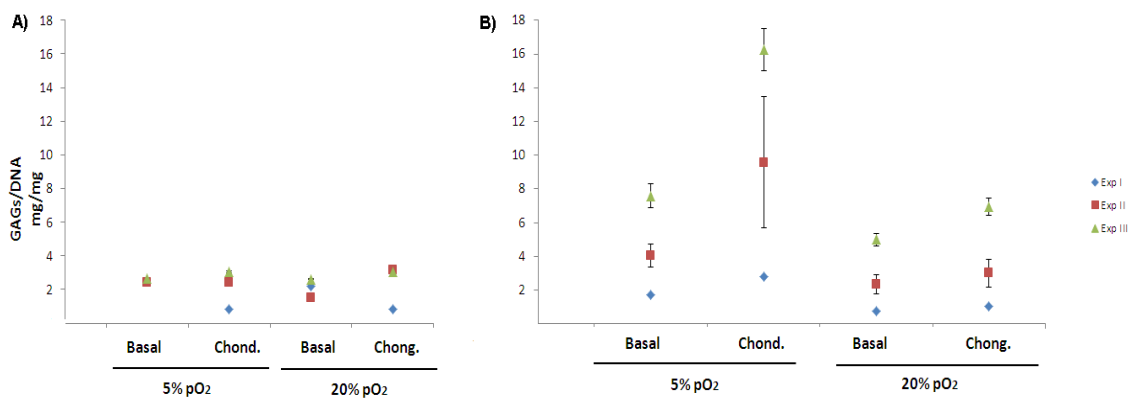 A)
18
16
14
12
10
8
6
4
2
GAGs/DNA
mg/mg
Basal
Chond.
Basal
Chong.
5% pO2
20% pO2
B)
18
16
14
12
10
8
6
4
2
Basal
Chond.
Basal
Chong.
5% pO2
20% pO2
Exp I
Exp II
Exp III